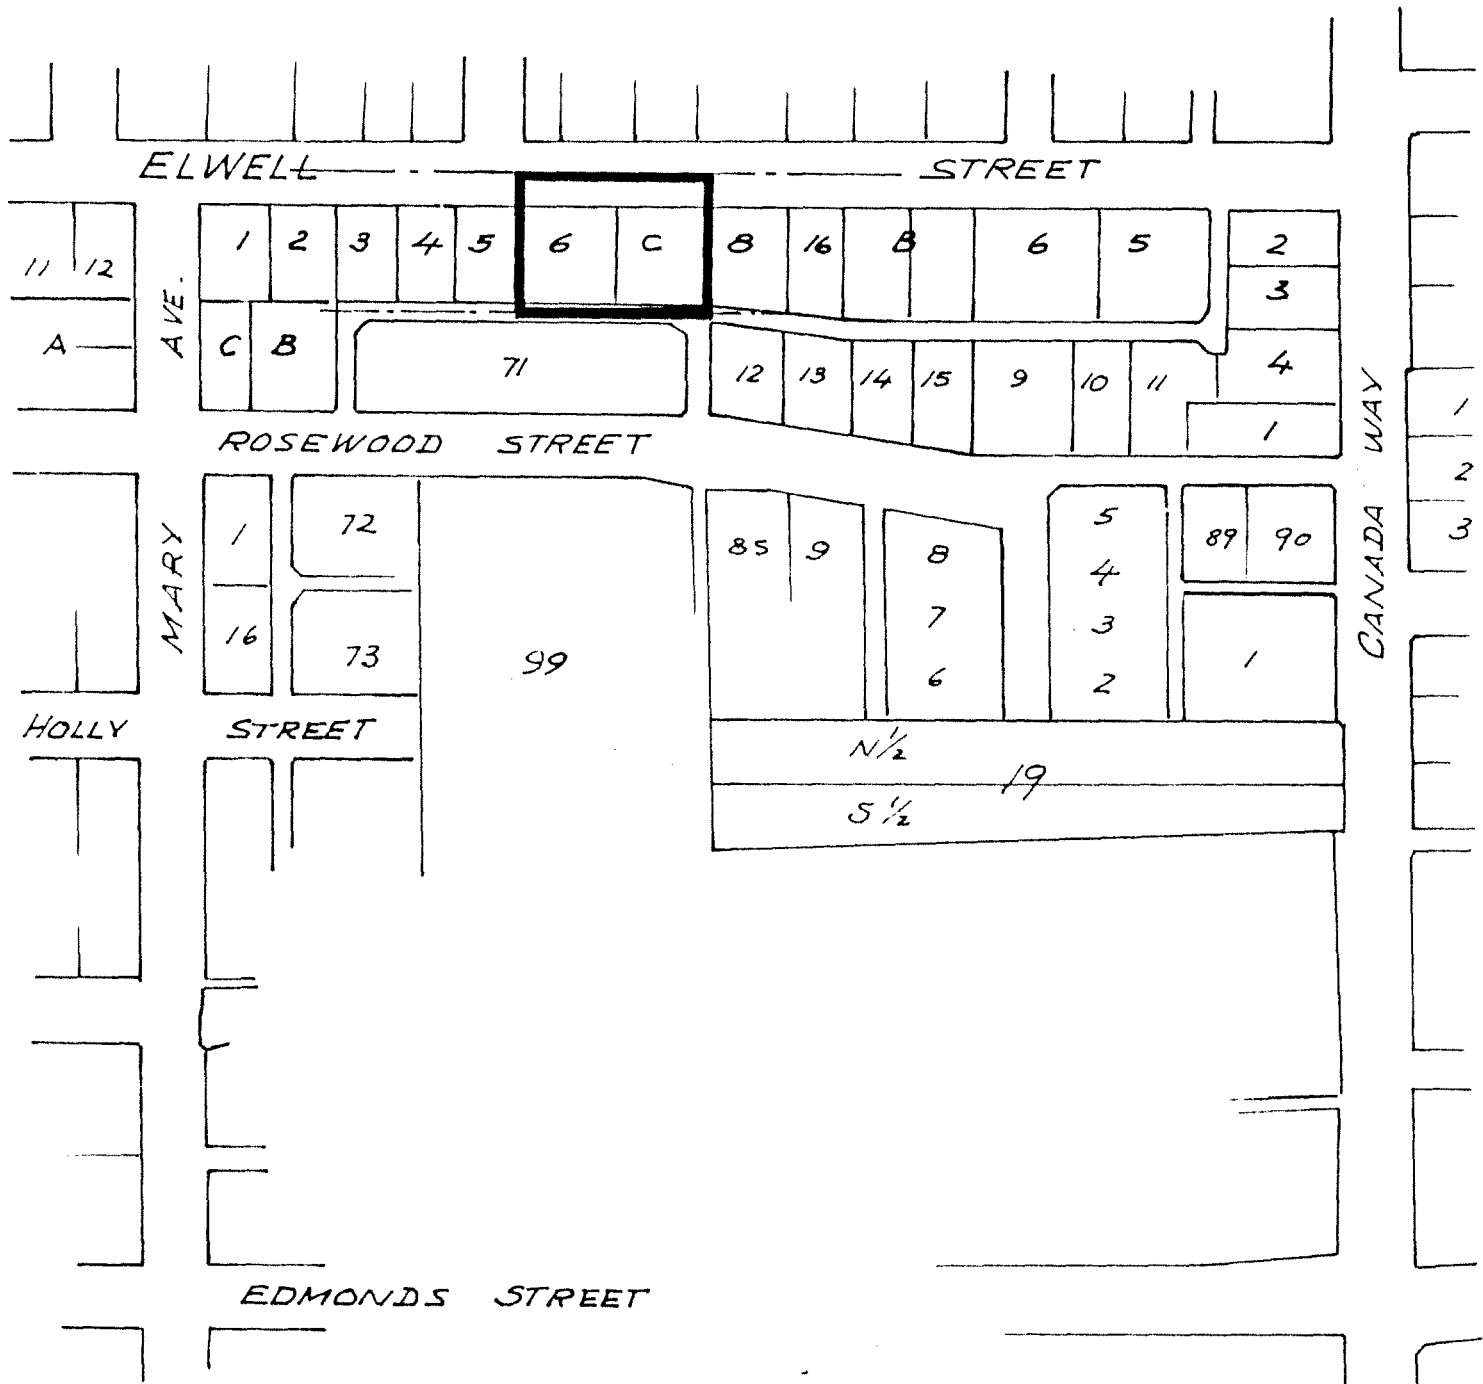 ELWELL STREET
11 12 1 2 3 4 5 6 C 8 16 B 6 5 2
3
A C B 71 12 13 14 15 9 10 11 4
1
AVE.
ROSEWOOD STREET
CANADA WAY
1
2
3
MARY
1 72 85 9 8 5 89 90
4
7 3
16 73 99 6 2 1
HOLLY STREET
N 1/2
19
S 1/2
EDMONDS STREET